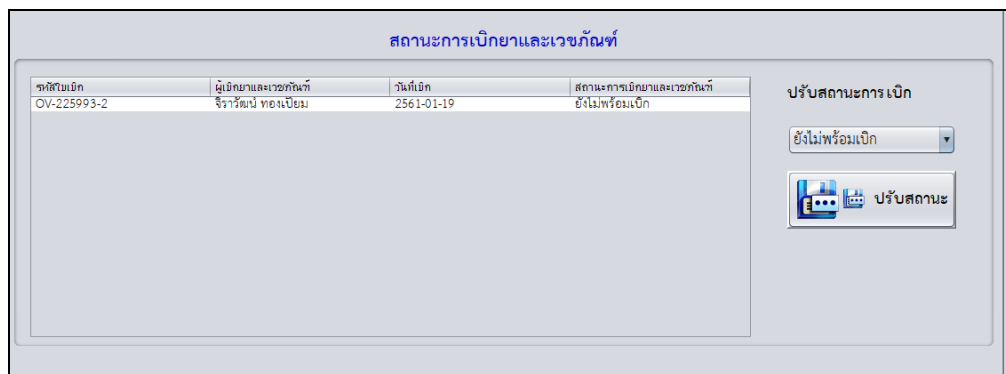 สถานะการเบิกยาและเวชภัณฑ์
รหัสใบเบิก ผู้เบิกยาและเวชภัณฑ์ วันที่เบิก สถานะการเบิกยาและเวชภัณฑ์
OV-225993-2 จิราวัฒน์ ทองเปียม 2561-01-19 ยังไม่พร้อมเบิก
ปรับสถานะการเบิก
ยังไม่พร้อมเบิก
ปรับสถานะ